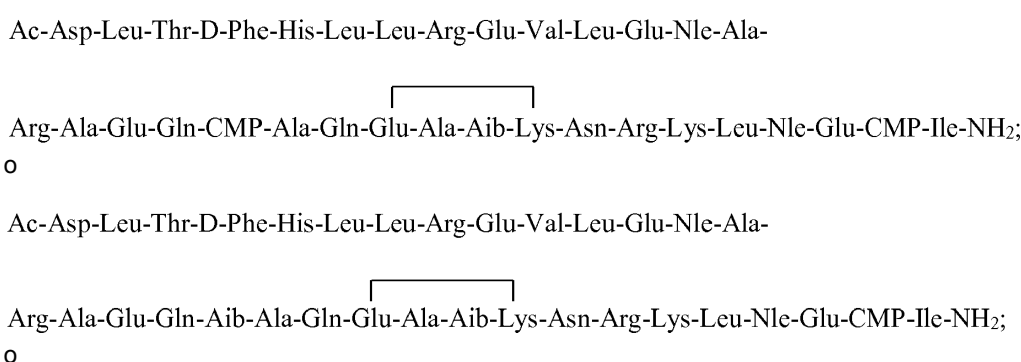 Ac-Asp-Leu-Thr-D-Phe-His-Leu-Leu-Arg-Glu-Val-Leu-Glu-Nle-Ala-
Arg-Ala-Glu-Gln-CMP-Ala-Gln-Glu-Ala-Aib-Lys-Asn-Arg-Lys-Leu-Nle-Glu-CMP-Ile-NH₂;
o
Ac-Asp-Leu-Thr-D-Phe-His-Leu-Leu-Arg-Glu-Val-Leu-Glu-Nle-Ala-
Arg-Ala-Glu-Gln-Aib-Ala-Gln-Glu-Ala-Aib-Lys-Asn-Arg-Lys-Leu-Nle-Glu-CMP-Ile-NH₂;
o